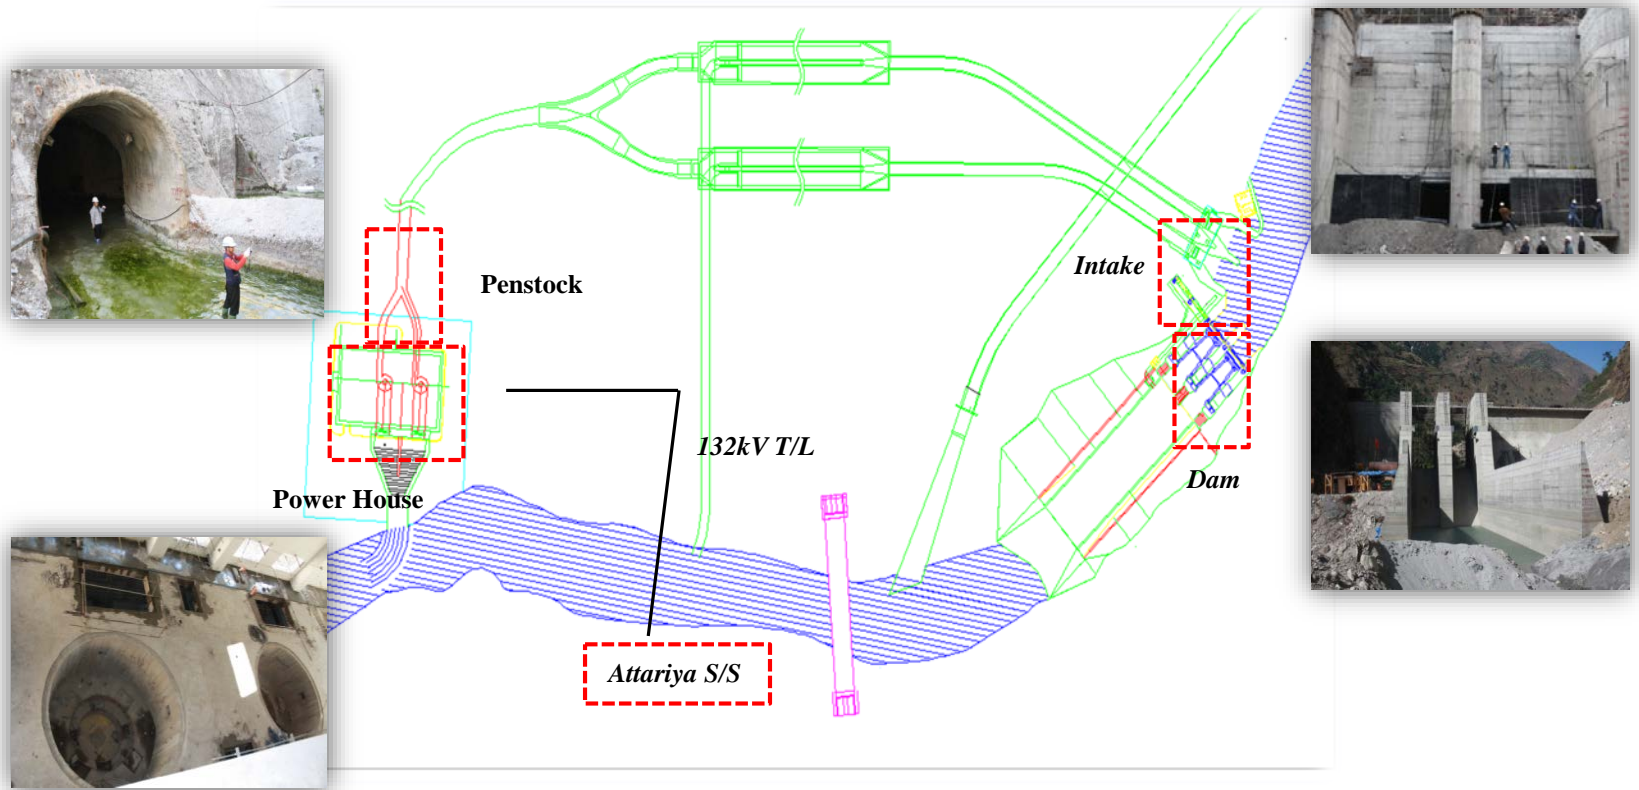 Intake
Penstock
132kV T/L
Dam
Power House
Attariya S/S